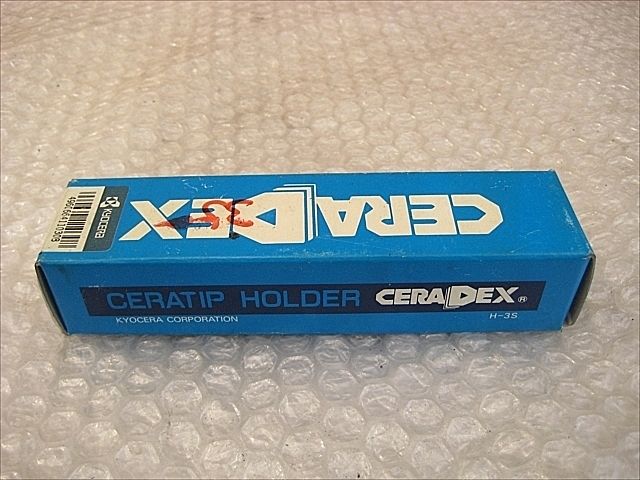 CERADEX
KYOCERA
CERATIP HOLDER CERADEX ®
KYOCERA CORPORATION
H-3S